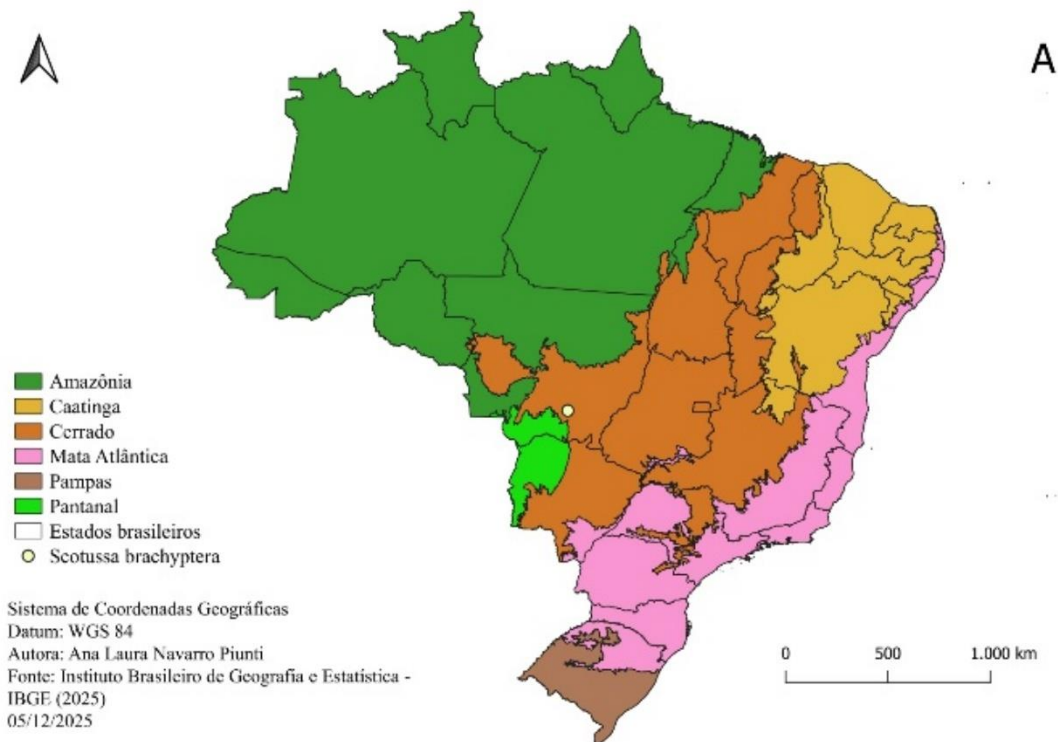 A
Amazônia
Caatinga
Cerrado
Mata Atlântica
Pampas
Pantanal
Estados brasileiros
Scotussa brachyptera
Sistema de Coordenadas Geográficas
Datum: WGS 84
Autora: Ana Laura Navarro Piunti
Fonte: Instituto Brasileiro de Geografia e Estatística -
IBGE (2025)
05/12/2025
0 500 1.000 km